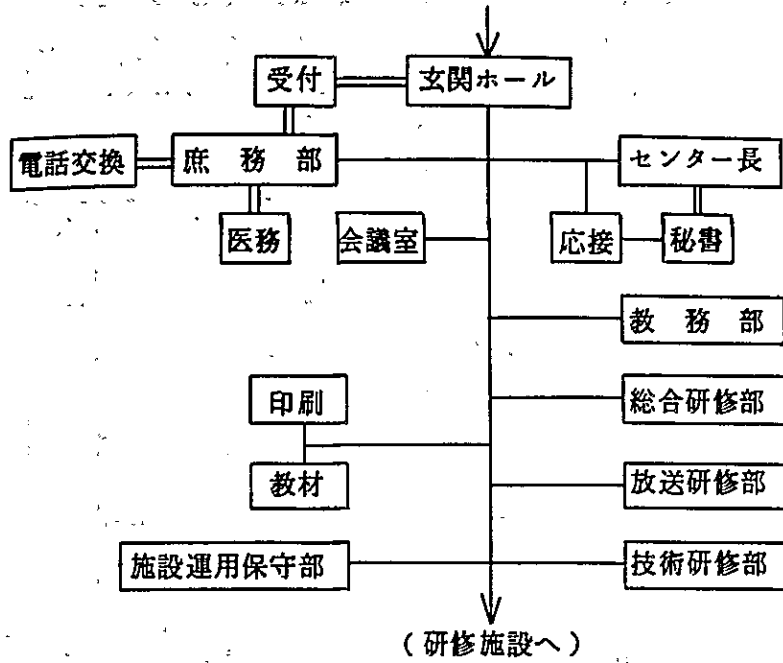 受付
玄関ホール
電話交換
庶務部
センター長
医務
会議室
応接
秘書
教務部
印刷
総合研修部
教材
放送研修部
施設運用保守部
技術研修部
(研修施設へ)